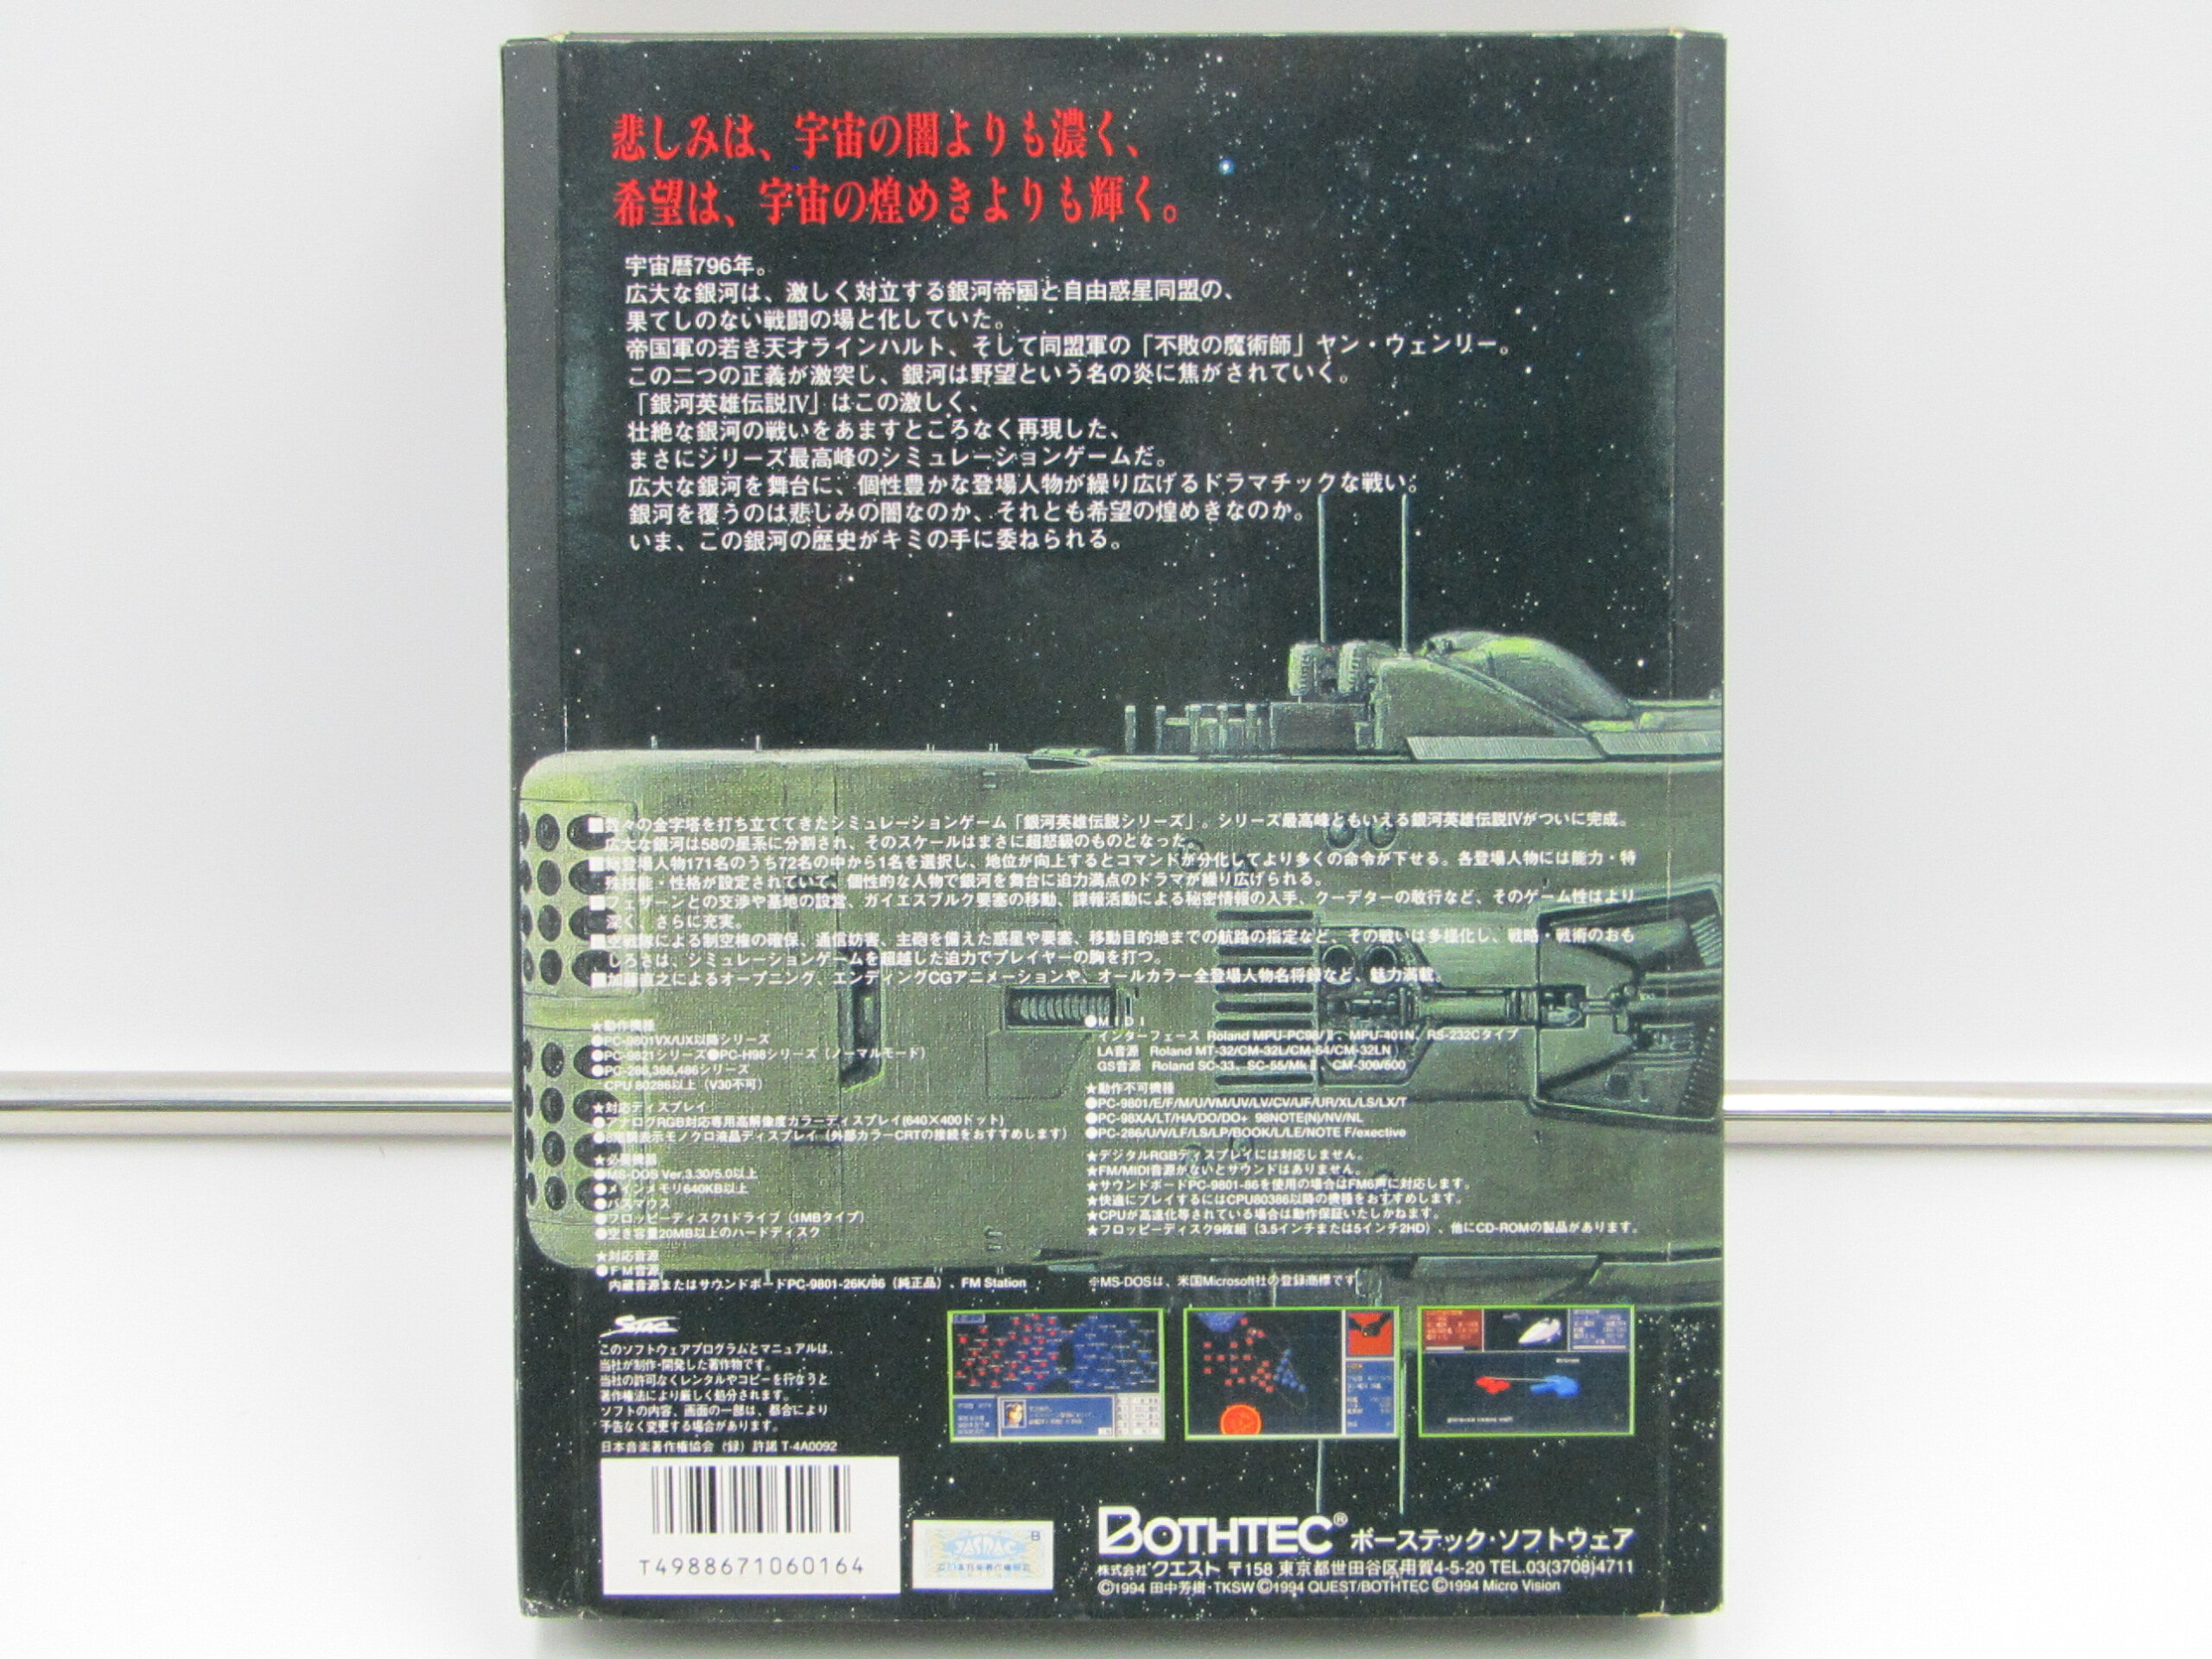 悲しみは、宇宙の闇よりも濃く、
希望は、宇宙の煌めきよりも輝く。
宇宙暦796年。
広大な銀河は、激しく対立する銀河帝国と自由惑星同盟の、
果てしのない戦闘の場と化していた。
帝国軍の若き天才ラインハルト、そして同盟軍の「不敗の魔術師」ヤン・ウェンリー。
この二つの正義が激突し、銀河は野望という名の炎に焦がされていく。
「銀河英雄伝説Ⅳ」はこの激しく、
壮絶な銀河の戦いをあますところなく再現した、
まさにシリーズ最高峰のシミュレーションゲームだ。
広大な銀河を舞台に、個性豊かな登場人物が繰り広げるドラマチックな戦い。
銀河を覆うのは悲しみの闇なのか、それとも希望の煌めきなのか。
いま、この銀河の歴史がキミの手に委ねられる。
■数々の金字塔を打ち立ててきたシミュレーションゲーム「銀河英雄伝説シリーズ」。シリーズ最高峰ともいえる銀河英雄伝説Ⅳがついに完成。
広大な銀河は58の星系に分割され、そのスケールはまさに超怒級のものとなった。
■総登場人物171名のうち72名の中から1名を選択し、地位が向上するとコマンドが分化してより多くの命令が下せる。各登場人物には能力・特
殊技能・性格が設定されていて、個性的な人物で銀河を舞台に迫力満点のドラマが繰り広げられる。
■フェザーンとの交渉や基地の設営、ガイエスブルク要塞の移動、諜報活動による秘密情報の入手、クーデターの敢行など、そのゲーム性はより
深く、さらに充実。
■空戦隊による制空権の確保、通信妨害、主砲を備えた惑星や要塞、移動目的地までの航路の指定など、その戦いは多様化し、戦略・戦術のおも
しろさは、シミュレーションゲームを超越した迫力でプレイヤーの胸を打つ。
■加藤直之によるオープニング、エンディングCGアニメーションや、オールカラー全登場人物名将録など、魅力満載。
★動作機種
●PC-9801VX/UX以降シリーズ
●PC-9821シリーズ●PC-H98シリーズ（ノーマルモード）
●PC-286,386,486シリーズ
CPU 80286以上（V30不可）
★対応ディスプレイ
●アナログRGB対応専用高解像度カラーディスプレイ(640×400ドット)
●8階調表示モノクロ液晶ディスプレイ（外部カラーCRTの接続をおすすめします）
★必要機器
●MS-DOS Ver.3.30/5.0以上
●メインメモリ640KB以上
●バスマウス
●フロッピーディスク1ドライブ（1MBタイプ）
●空き容量20MB以上のハードディスク
★対応音源
●FM音源
内蔵音源またはサウンドボードPC-9801-26K/86（純正品）、FM Station
●MIDI
インターフェース Roland MPU-PC98/Ⅱ、MPU-401N、RS-232Cタイプ
LA音源 Roland MT-32/CM-32L/CM-64/CM-32LN
GS音源 Roland SC-33、SC-55/MkⅡ、CM-300/500
★動作不可機種
●PC-9801/E/F/M/U/VM/UV/LV/CV/UF/UR/XL/LS/LX/T
●PC-98XA/LT/HA/DO/DO+ 98NOTE(N)/NV/NL
●PC-286/U/V/LF/LS/LP/BOOK/L/LE/NOTE F/exective
★デジタルRGBディスプレイには対応しません。
★FM/MIDI音源がないとサウンドはありません。
★サウンドボードPC-9801-86を使用の場合はFM6声に対応します。
★快適にプレイするにはCPU80386以降の機種をおすすめします。
★CPUが高速化等されている場合は動作保証いたしかねます。
★フロッピーディスク9枚組（3.5インチまたは5インチ2HD）、他にCD-ROMの製品があります。
※MS-DOSは、米国Microsoft社の登録商標です
このソフトウェアプログラムとマニュアルは、
当社が制作・開発した著作物です。
当社の許可なくレンタルやコピーを行なうと
著作権法により厳しく処分されます。
ソフトの内容、画面の一部は、都合により
予告なく変更する場合があります。
日本音楽著作権協会（録）許諾 T-4A0092
T4988671060164
JASRAC
B
BOTHTEC® ボーステック・ソフトウェア
株式会社クエスト 〒158 東京都世田谷区用賀4-5-20 TEL.03(3708)4711
©1994 田中芳樹・TKSW ©1994 QUEST/BOTHTEC ©1994 Micro Vision